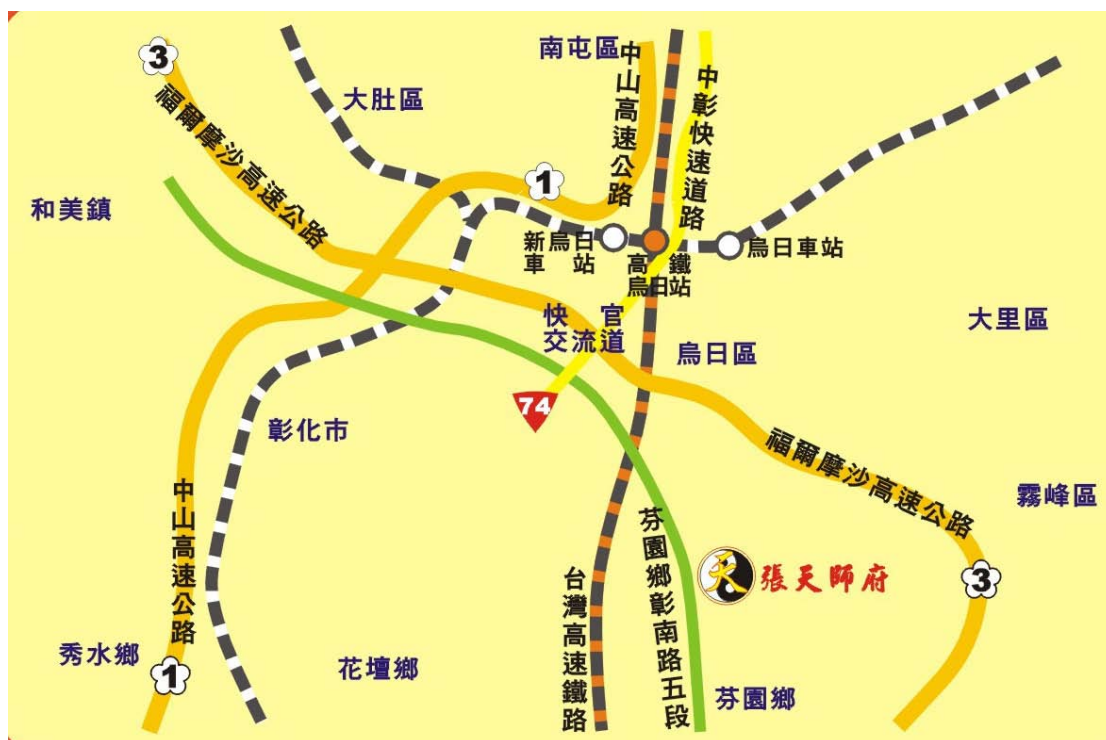 3
南屯區
大肚區
福爾摩沙高速公路
中山高速公路
中彰快速道路
1
和美鎮
新烏日
車站
高鐵
烏日站
烏日車站
快官
交流道
大里區
烏日區
74
彰化市
福爾摩沙高速公路
霧峰區
中山高速公路
芬園鄉彰南路五段
天
張天師府
台灣高速鐵路
3
秀水鄉
1
花壇鄉
芬園鄉